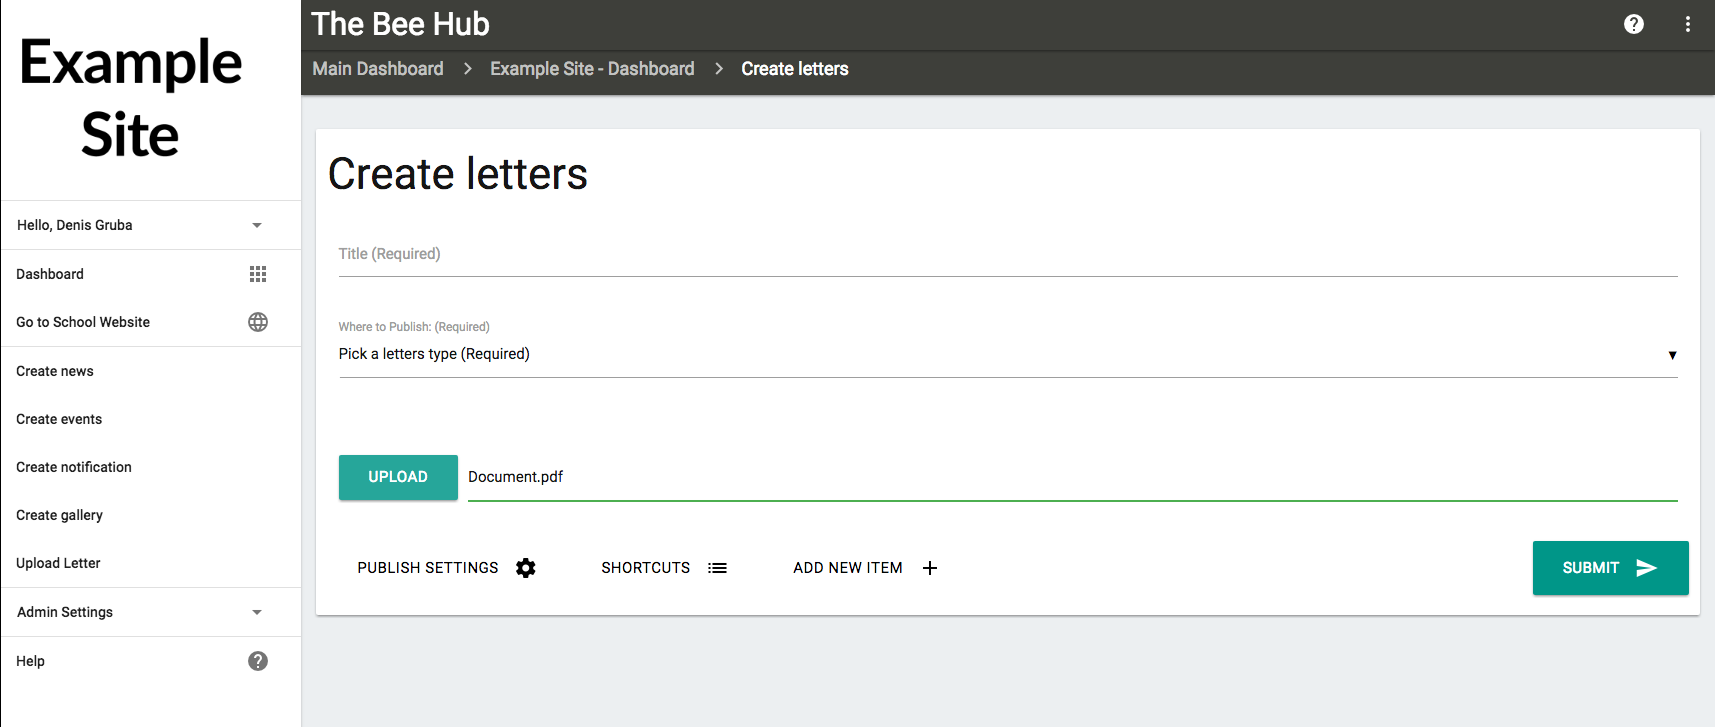 Example
Site
Hello, Denis Gruba
Dashboard
Go to School Website
Create news
Create events
Create notification
Create gallery
Upload Letter
Admin Settings
Help
The Bee Hub
Main Dashboard > Example Site - Dashboard > Create letters
Create letters
Title (Required)
Where to Publish: (Required)
Pick a letters type (Required)
UPLOAD Document.pdf
PUBLISH SETTINGS SHORTCUTS ADD NEW ITEM SUBMIT